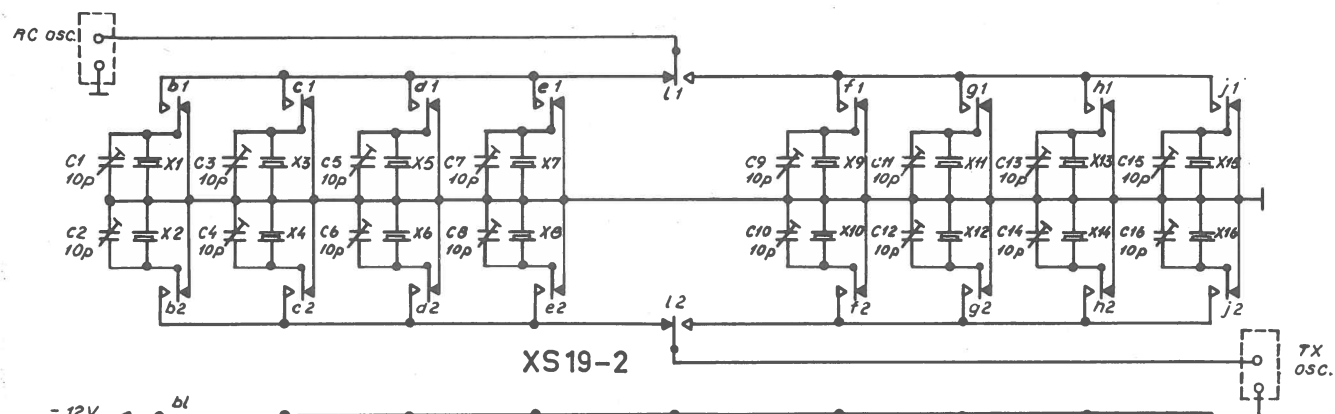 RC OSC.
b1 c1 d1 e1 l1 f1 g1 h1 j1
C1 10p X1 C3 10p X3 C5 10p X5 C7 10p X7 C9 10p X9 C11 10p X11 C13 10p X13 C15 10p X15
C2 10p X2 C4 10p X4 C6 10p X6 C8 10p X8 C10 10p X10 C12 10p X12 C14 10p X14 C16 10p X16
b2 c2 d2 e2 l2 f2 g2 h2 j2
XS19-2
TX
OSC.
-12V bl